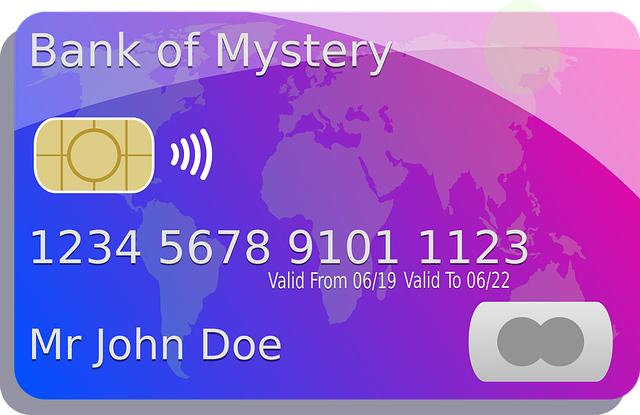 Bank of Mystery
1234 5678 9101 1123
Valid From 06/19 Valid To 06/22
Mr John Doe